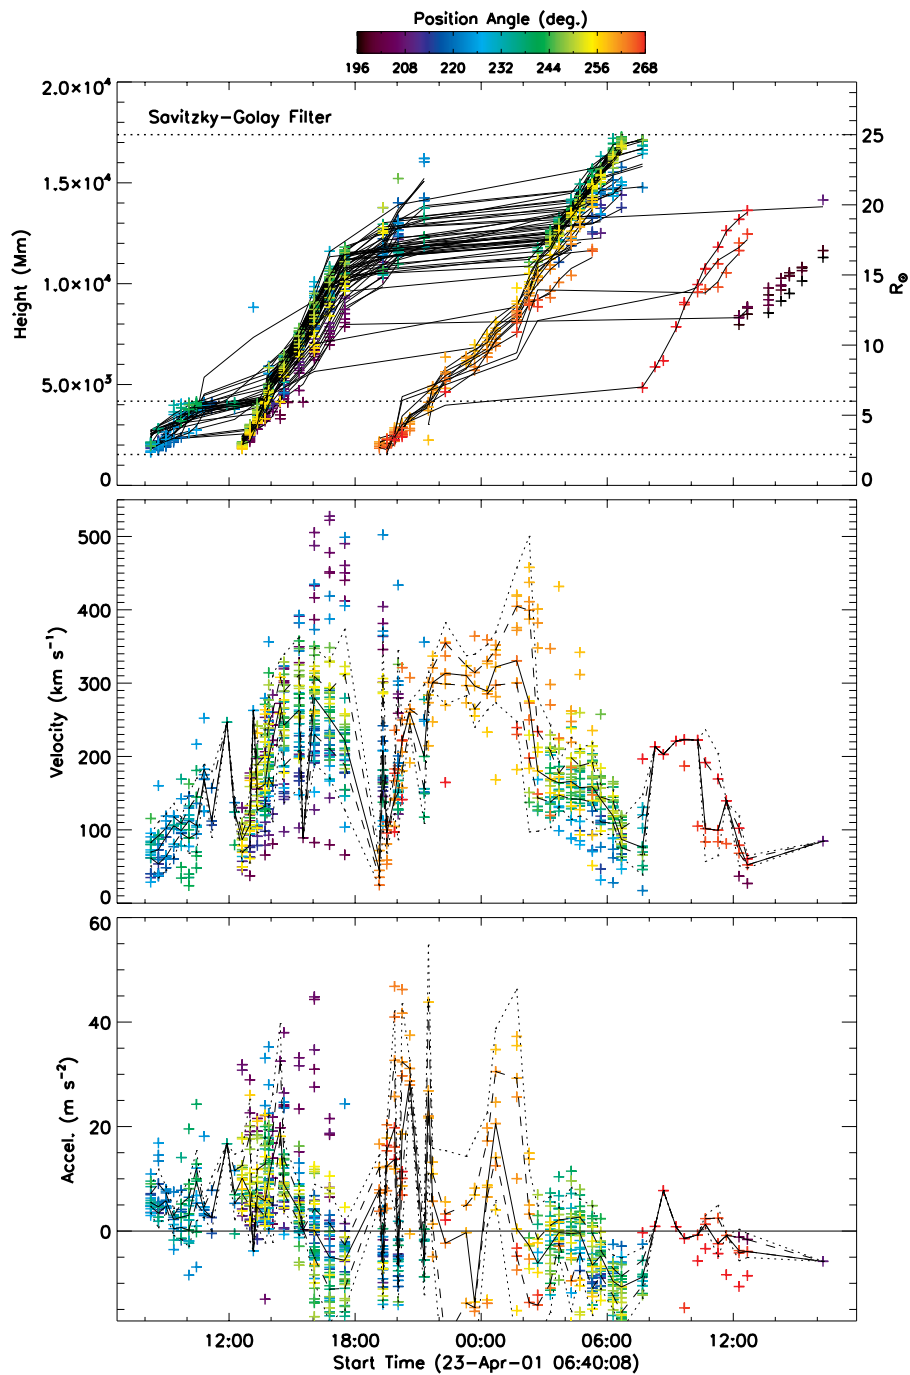 Position Angle (deg.)
196 208 220 232 244 256 268
Savitzky-Golay Filter
2.0×10⁴
1.5×10⁴
1.0×10⁴
5.0×10³
0
Height (Mm)
25
20
15
10
5
0
R⊙
500
400
300
200
100
0
Velocity (km s⁻¹)
60
40
20
0
Accel. (m s⁻²)
12:00 18:00 00:00 06:00 12:00
Start Time (23-Apr-01 06:40:08)